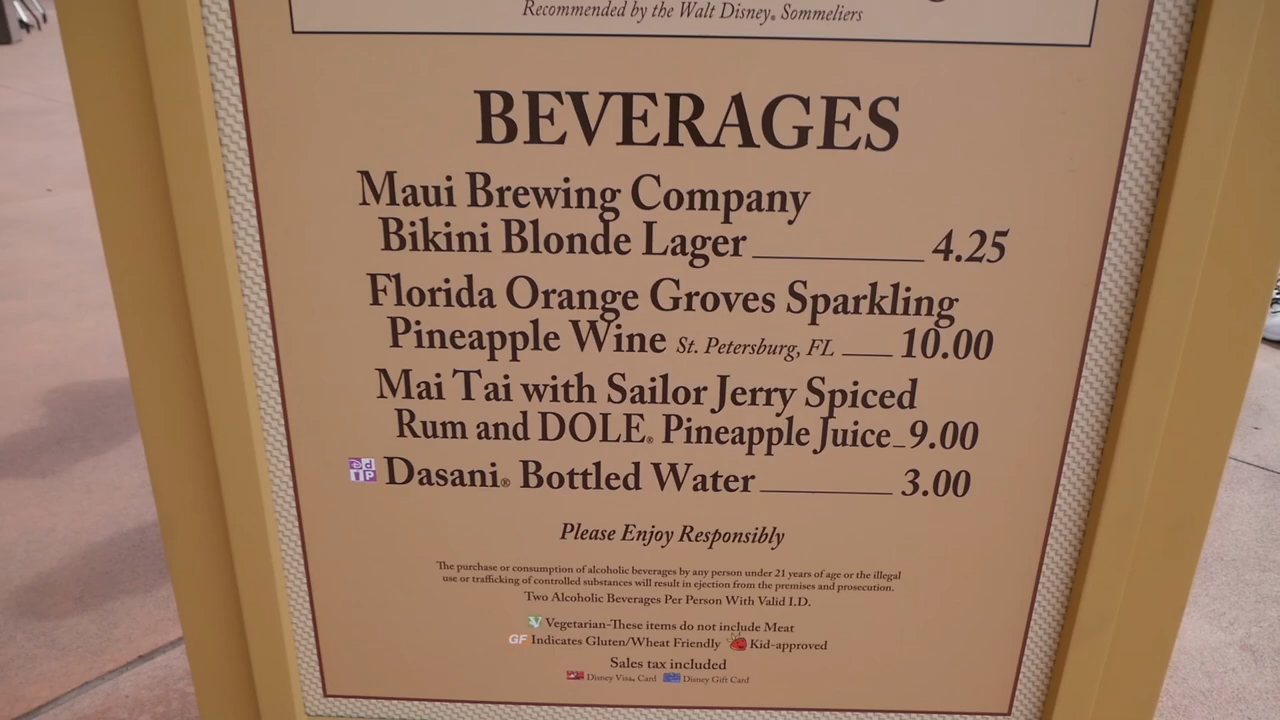 Recommended by the Walt Disney® Sommeliers
BEVERAGES
Maui Brewing Company
Bikini Blonde Lager 4.25
Florida Orange Groves Sparkling
Pineapple Wine St. Petersburg, FL 10.00
Mai Tai with Sailor Jerry Spiced
Rum and DOLE® Pineapple Juice 9.00
Dasani® Bottled Water 3.00
Please Enjoy Responsibly
The purchase or consumption of alcoholic beverages by any person under 21 years of age or the illegal
use or trafficking of controlled substances will result in ejection from the premises and prosecution.
Two Alcoholic Beverages Per Person With Valid I.D.
V Vegetarian-These items do not include Meat
GF Indicates Gluten/Wheat Friendly Kid-approved
Sales tax included
Disney Visa® Card Disney Gift Card